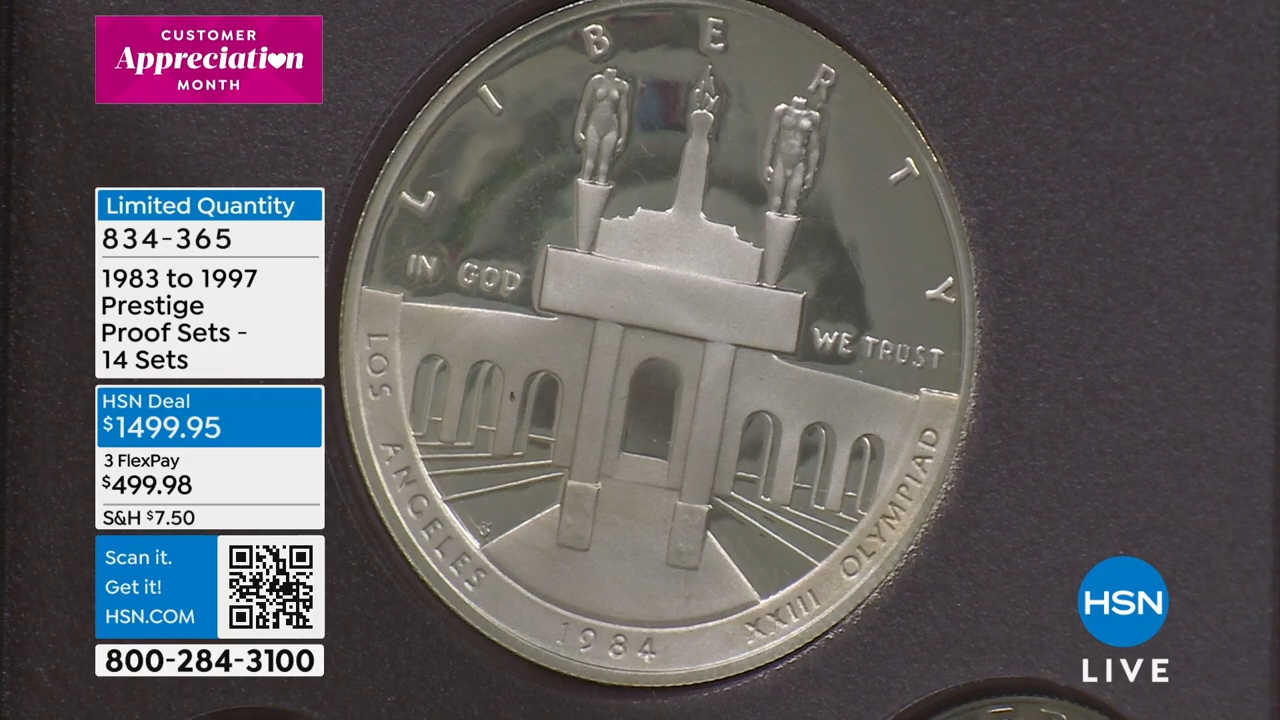 CUSTOMER
Appreciation
MONTH
Limited Quantity
834-365
1983 to 1997
Prestige
Proof Sets -
14 Sets
HSN Deal
$1499.95
3 FlexPay
$499.98
S&H $7.50
Scan it.
Get it!
HSN.COM
800-284-3100
LIBERTY
IN GOD WE TRUST
LOS ANGELES
1984
XXIII OLYMPIAD
HSN
LIVE